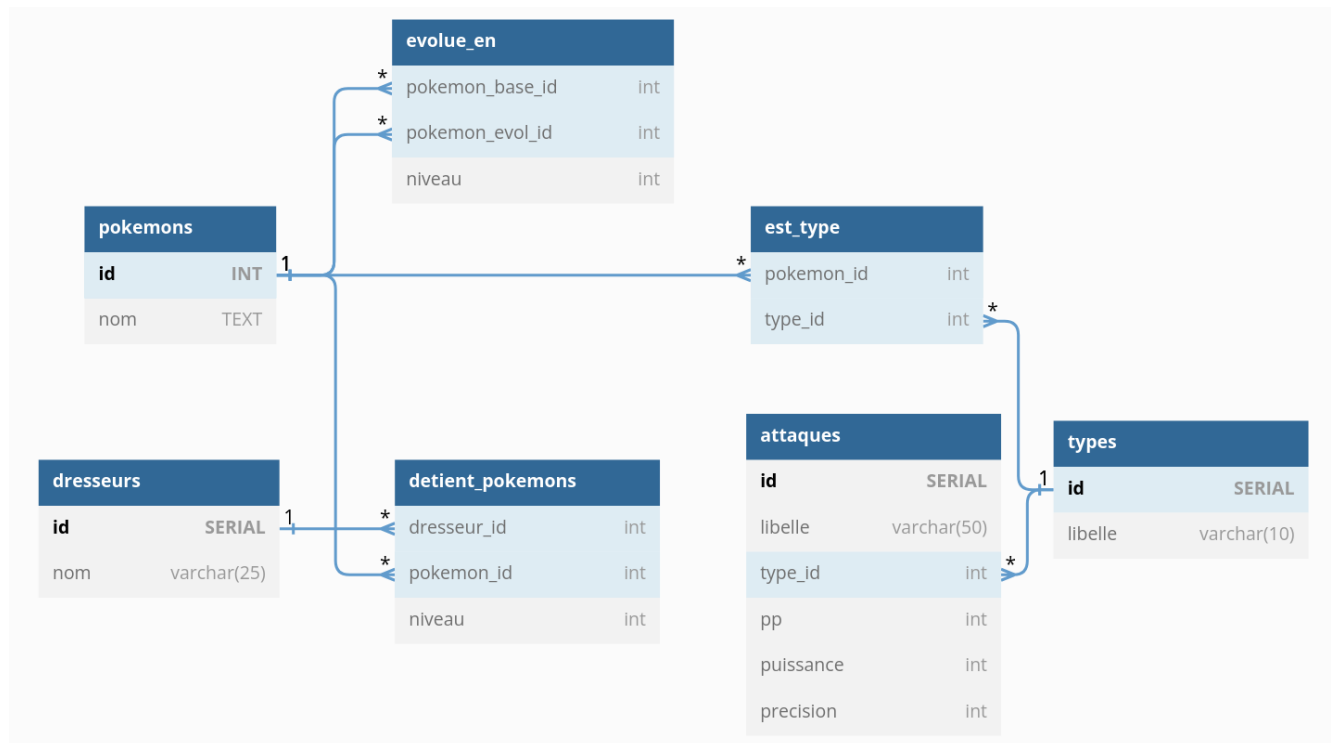 evolue_en
* pokemon_base_id int
* pokemon_evol_id int
niveau int
pokemons
id INT
nom TEXT
1
est_type
* pokemon_id int
type_id int *
dresseurs
id SERIAL
nom varchar(25)
1
detient_pokemons
* dresseur_id int
* pokemon_id int
niveau int
attaques
id SERIAL
libelle varchar(50)
type_id int *
pp int
puissance int
precision int
types
1 id SERIAL
libelle varchar(10)